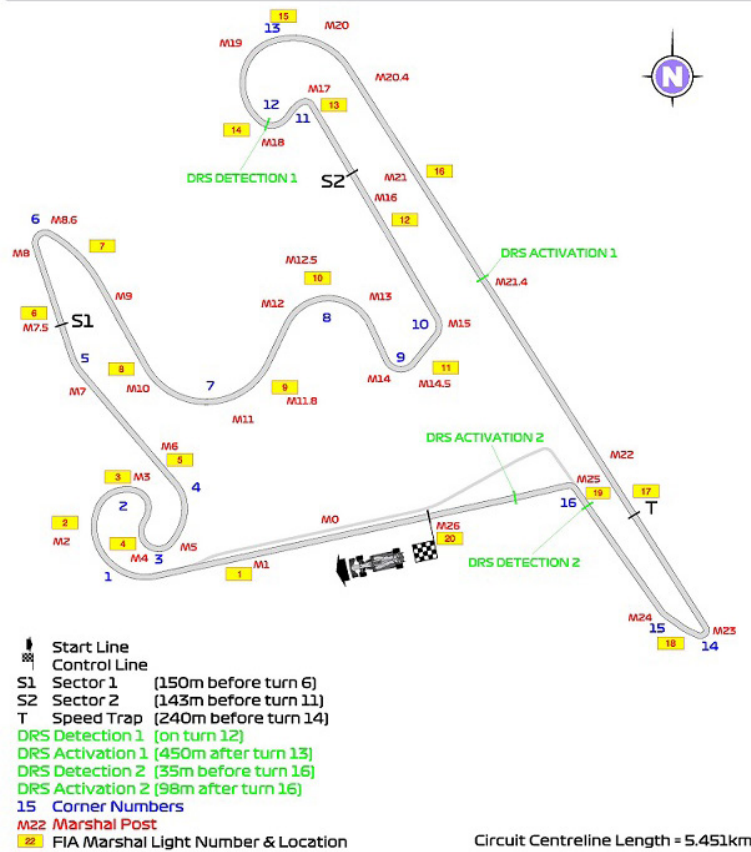 15
13
M20
M19
N
M20.4
M17
12
13
11
14
M18
16
DRS DETECTION 1
M21
S2
M16
6
M8.6
12
7
M8
DRS ACTIVATION 1
M12.5
M21.4
10
M9
M13
6
M12
S1
M7.5
8
10
M15
5
8
9
11
M7
M10
7
9
M14
M14.5
M11.8
M11
DRS ACTIVATION 2
M6
M22
5
3
M3
4
M25
19
17
2
16
T
2
M0
M26
M5
M2
4
M4
20
3
M1
DRS DETECTION 2
1
1
M24
15
M23
18
14
Start Line
Control Line
S1 Sector 1 (150m before turn 6)
S2 Sector 2 (143m before turn 11)
T Speed Trap (240m before turn 14)
DRS Detection 1 (on turn 12)
DRS Activation 1 (450m after turn 13)
DRS Detection 2 (35m before turn 16)
DRS Activation 2 (98m after turn 16)
15 Corner Numbers
M22 Marshal Post
22 FIA Marshal Light Number & Location
Circuit Centreline Length = 5.451km